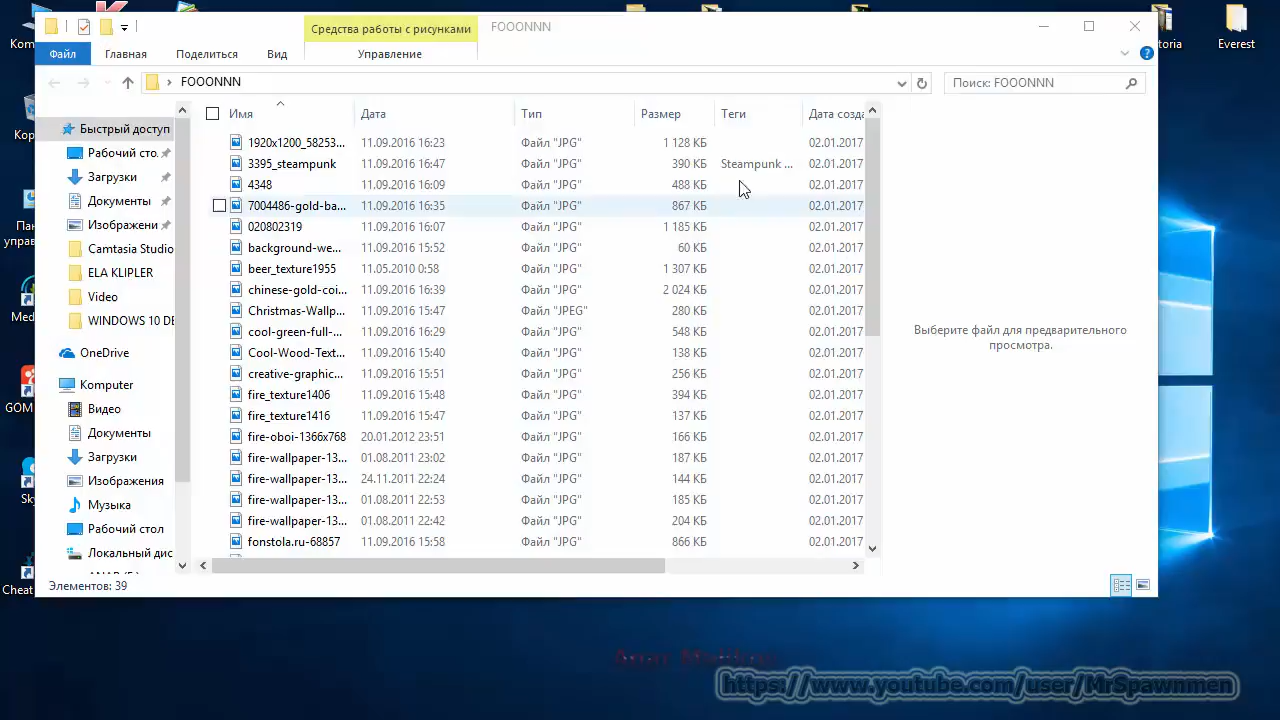 Средства работы с рисунками
FOOONNN
Файл
Главная
Поделиться
Вид
Управление
FOOONNN
Поиск: FOOONNN
Имя Дата Тип Размер Теги Дата созда
1920x1200_58253... 11.09.2016 16:23 Файл "JPG" 1 128 КБ 02.01.2017
3395_steampunk 11.09.2016 16:47 Файл "JPG" 390 КБ Steampunk ... 02.01.2017
4348 11.09.2016 16:09 Файл "JPG" 488 КБ 02.01.2017
7004486-gold-ba... 11.09.2016 16:35 Файл "JPG" 867 КБ 02.01.2017
020802319 11.09.2016 16:07 Файл "JPG" 1 185 КБ 02.01.2017
background-we... 11.09.2016 15:52 Файл "JPG" 60 КБ 02.01.2017
beer_texture1955 11.05.2010 0:58 Файл "JPG" 1 307 КБ 02.01.2017
chinese-gold-coi... 11.09.2016 16:39 Файл "JPG" 2 024 КБ 02.01.2017
Christmas-Wallp... 11.09.2016 15:47 Файл "JPEG" 280 КБ 02.01.2017
cool-green-full-... 11.09.2016 16:29 Файл "JPG" 548 КБ 02.01.2017
Cool-Wood-Text... 11.09.2016 15:40 Файл "JPG" 138 КБ 02.01.2017
creative-graphic... 11.09.2016 15:51 Файл "JPG" 256 КБ 02.01.2017
fire_texture1406 11.09.2016 15:48 Файл "JPG" 394 КБ 02.01.2017
fire_texture1416 11.09.2016 15:47 Файл "JPG" 137 КБ 02.01.2017
fire-oboi-1366x768 20.01.2012 23:51 Файл "JPG" 166 КБ 02.01.2017
fire-wallpaper-13... 01.08.2011 23:02 Файл "JPG" 187 КБ 02.01.2017
fire-wallpaper-13... 24.11.2011 22:24 Файл "JPG" 144 КБ 02.01.2017
fire-wallpaper-13... 01.08.2011 22:53 Файл "JPG" 185 КБ 02.01.2017
fire-wallpaper-13... 01.08.2011 22:42 Файл "JPG" 204 КБ 02.01.2017
fonstola.ru-68857 11.09.2016 15:58 Файл "JPG" 866 КБ 02.01.2017
Быстрый доступ
Рабочий сто.
Загрузки
Документы
Изображени
Camtasia Studio
ELA KLIPLER
Video
WINDOWS 10 DE
OneDrive
Komputer
Видео
Документы
Загрузки
Изображения
Музыка
Рабочий стол
Локальный дис
Выберите файл для предварительного
просмотра.
Элементов: 39
Everest
Kom
Кор
Пан
управ
Med
GOM
Sky
Cheat
toria
https://www.youtube.com/user/MrSpawnmen